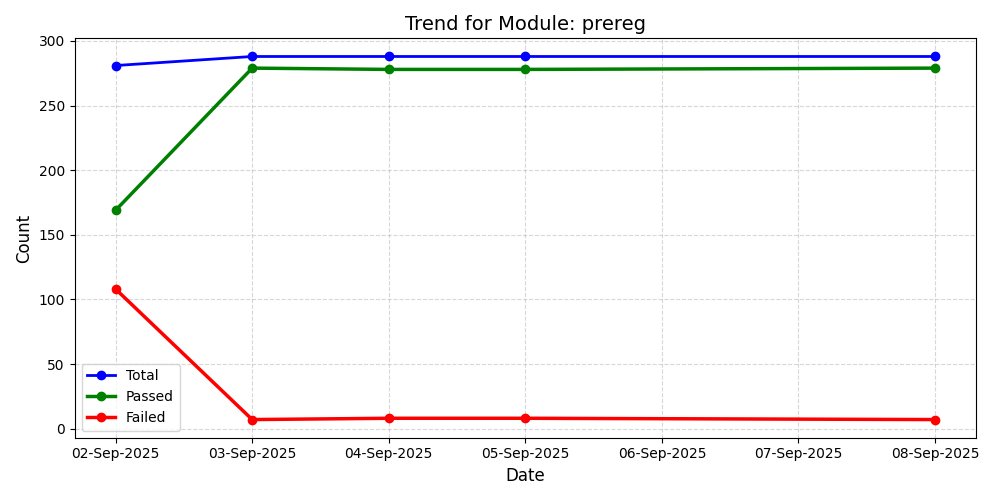 Trend for Module: prereg
Count
300
250
200
150
100
50
0
Total
Passed
Failed
02-Sep-2025 03-Sep-2025 04-Sep-2025 05-Sep-2025 06-Sep-2025 07-Sep-2025 08-Sep-2025
Date